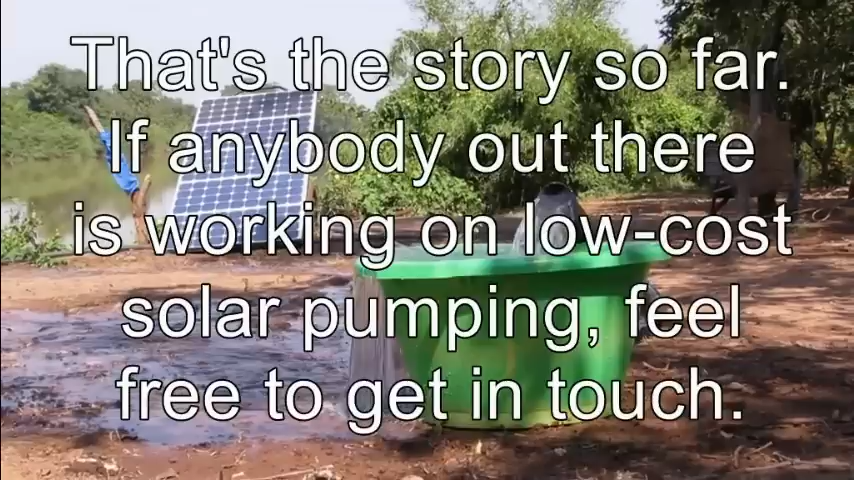 That's the story so far.
If anybody out there
is working on low-cost
solar pumping, feel
free to get in touch.